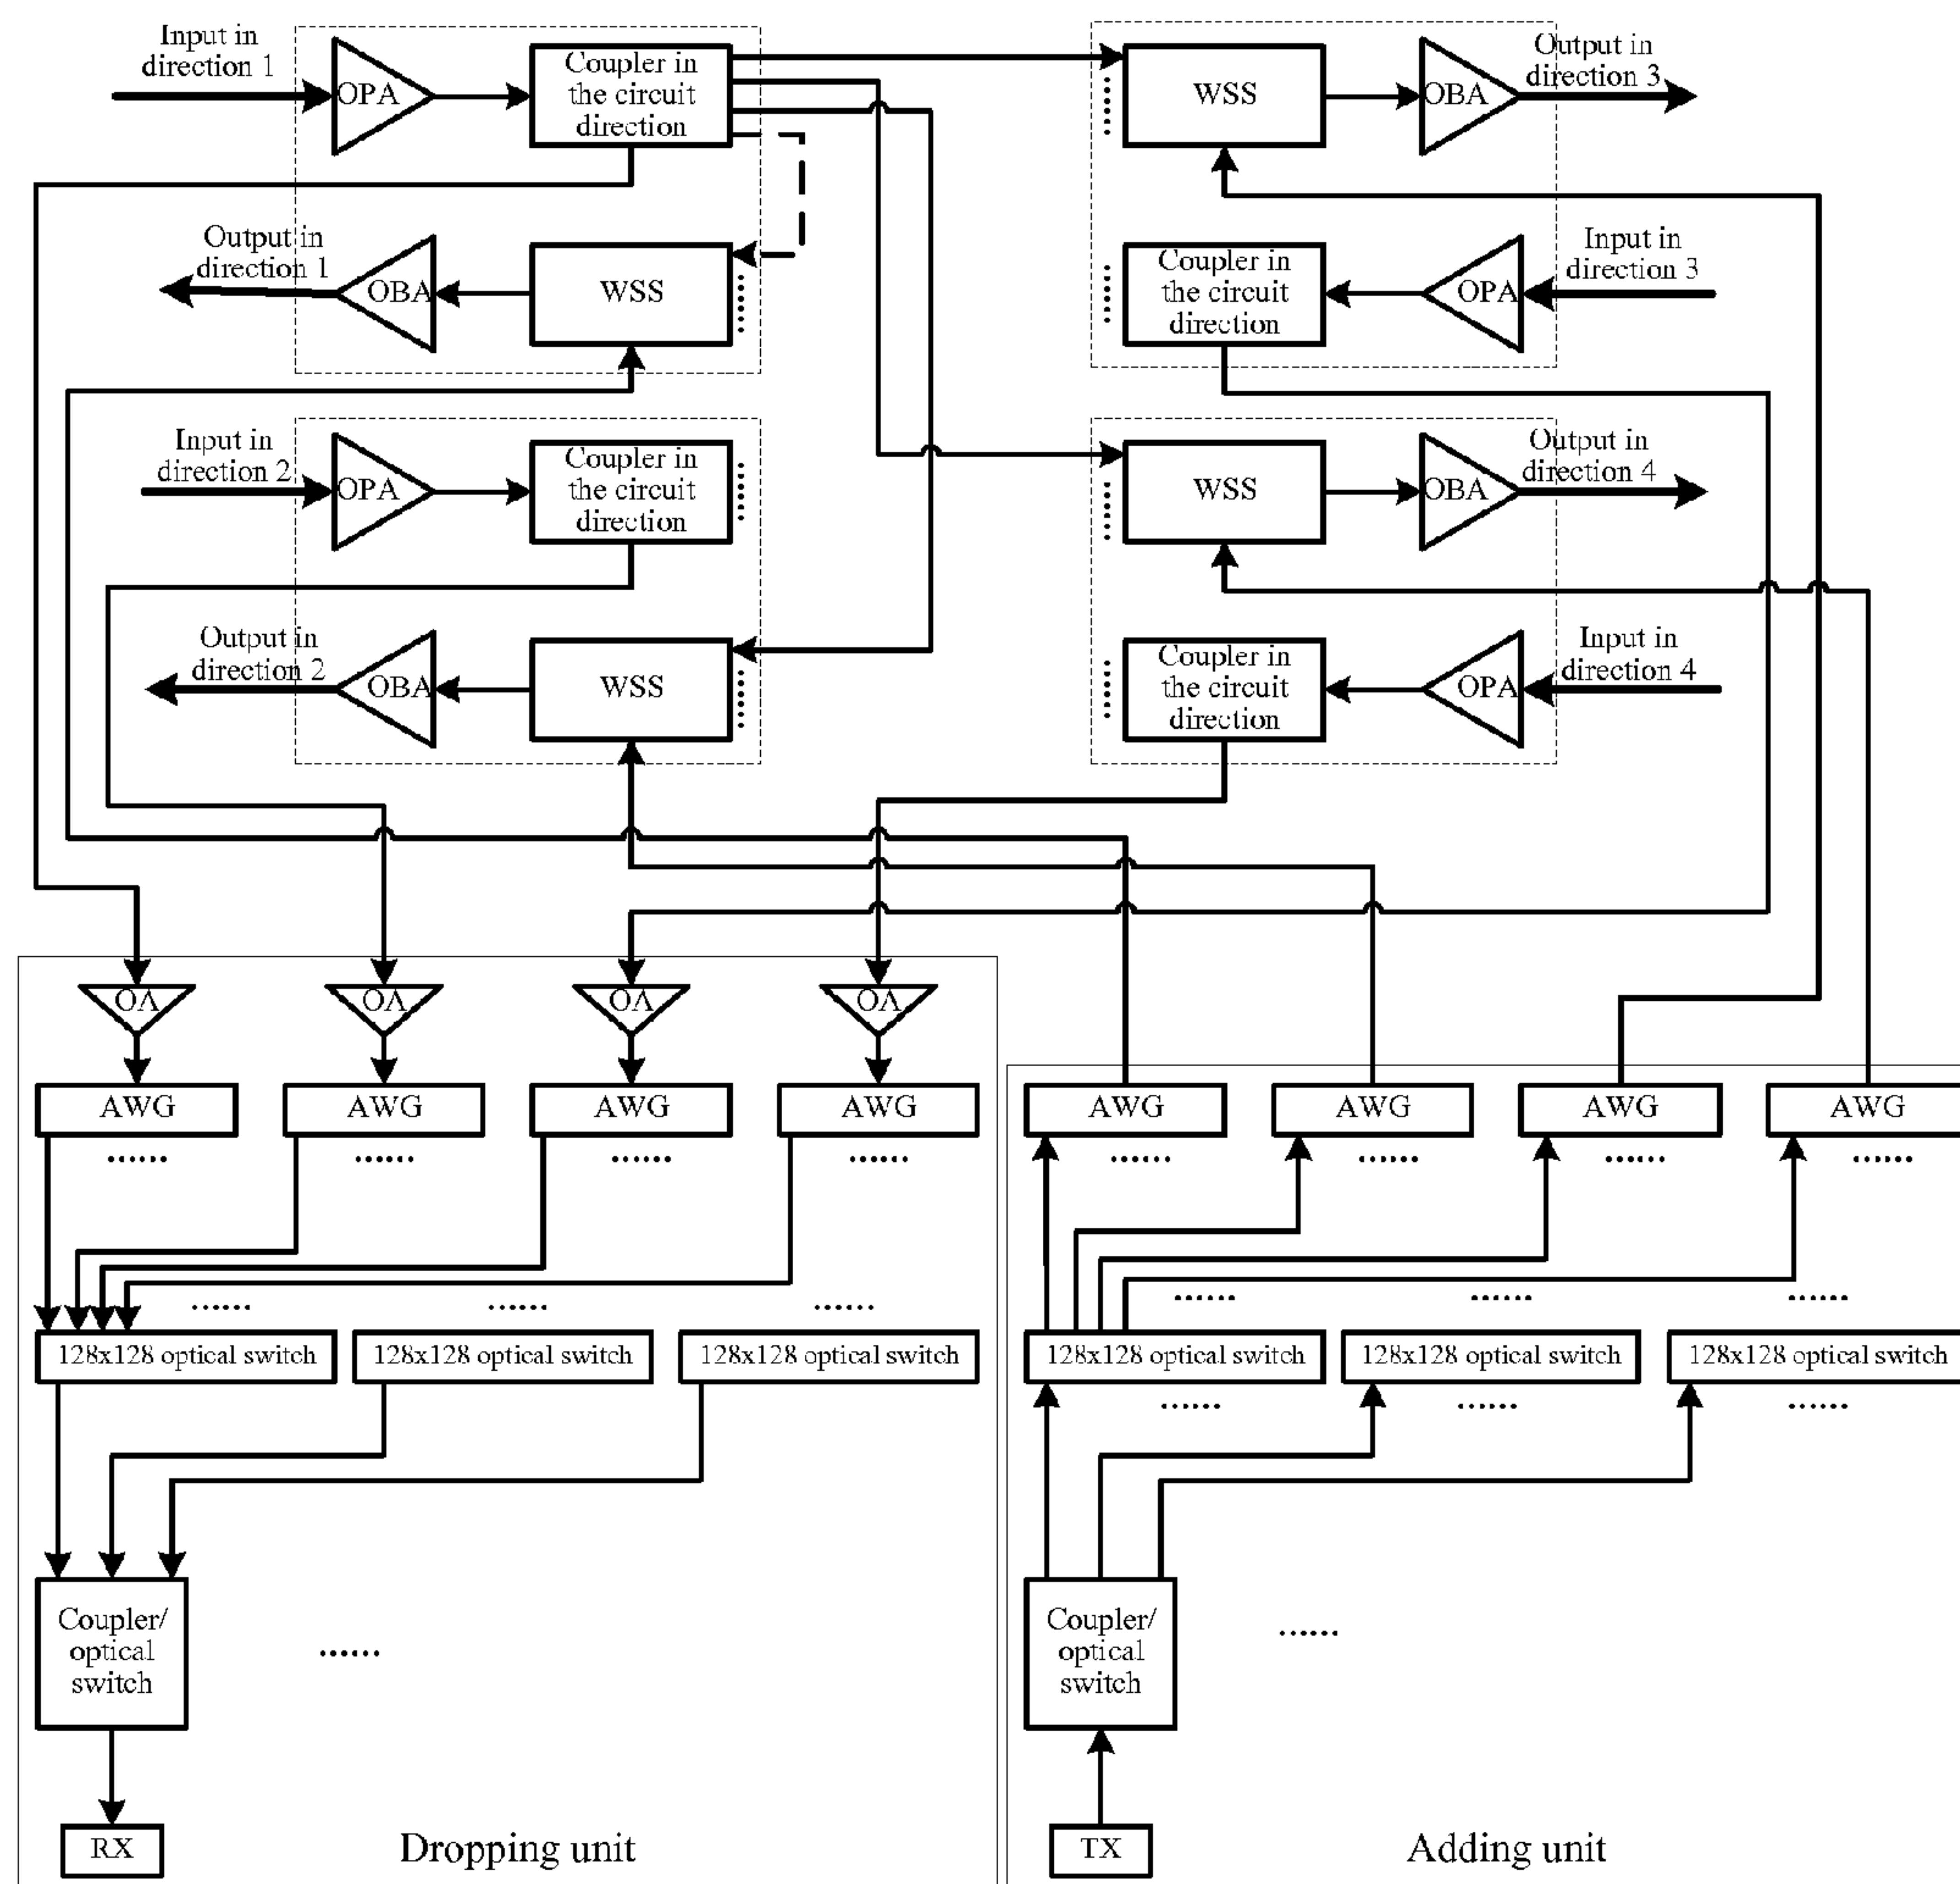 Input in
direction 1
OPA
Coupler in
the circuit
direction
WSS
OBA
Output in
direction 3
Output in
direction 1
OBA
WSS
Coupler in
the circuit
direction
OPA
Input in
direction 3
Input in
direction 2
OPA
Coupler in
the circuit
direction
WSS
OBA
Output in
direction 4
Output in
direction 2
OBA
WSS
Coupler in
the circuit
direction
OPA
Input in
direction 4
OA
OA
OA
OA
AWG
AWG
AWG
AWG
AWG
AWG
AWG
AWG
128x128 optical switch
128x128 optical switch
128x128 optical switch
128x128 optical switch
128x128 optical switch
128x128 optical switch
Coupler/
optical
switch
Coupler/
optical
switch
RX
Dropping unit
TX
Adding unit